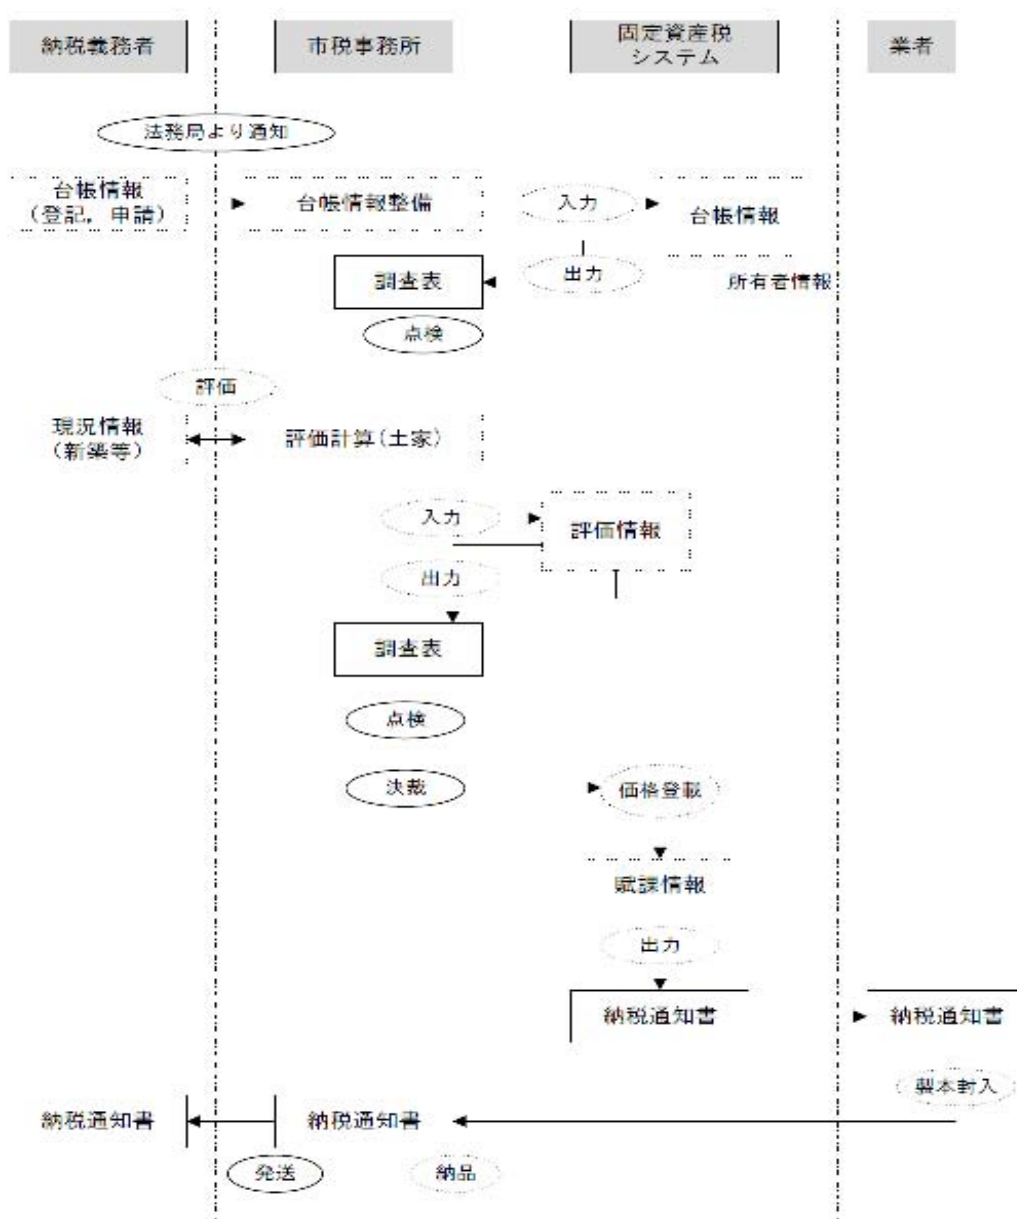 納税義務者
市税事務所
固定資産税
システム
業者
法務局より通知
台帳情報
(登記,申請)
台帳情報整備
入力
台帳情報
調査表
出力
所有者情報
点検
評価
現況情報
(新築等)
評価計算(土家)
入力
評価情報
出力
調査表
点検
決裁
価格登載
賦課情報
出力
納税通知書
納税通知書
製本封入
納税通知書
納税通知書
発送
納品